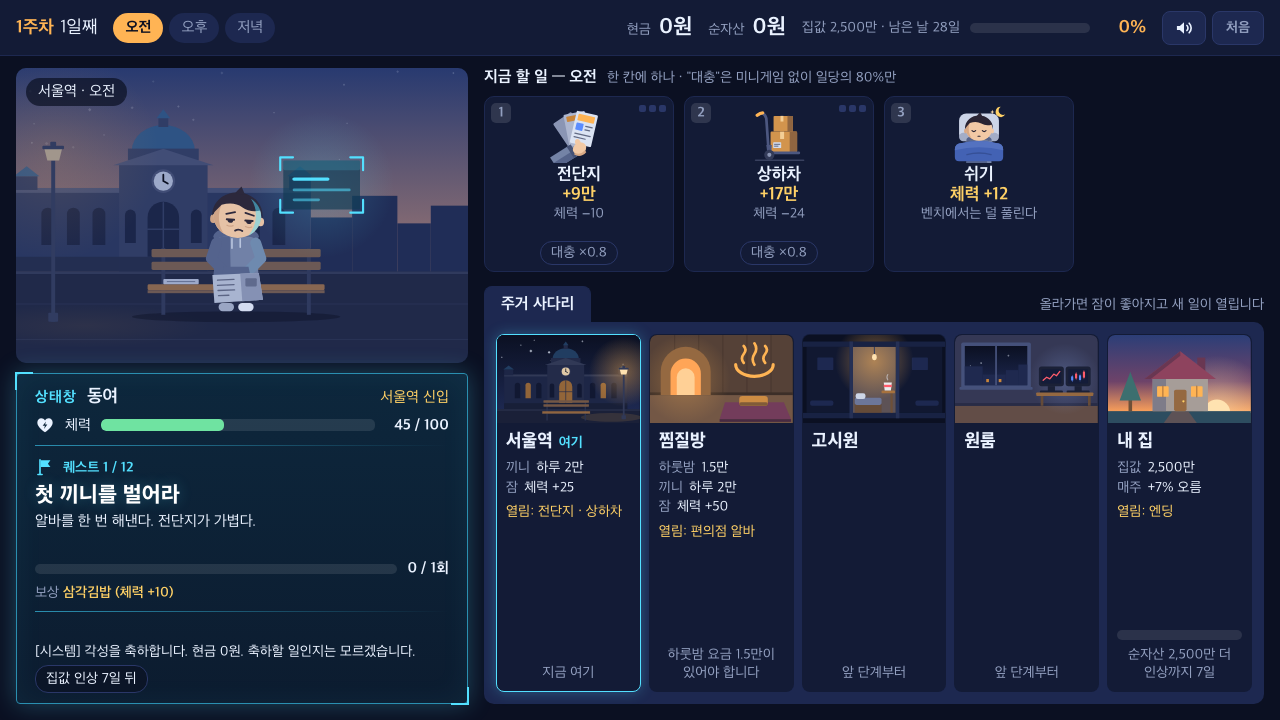 1주차 1일째 오전 오후 저녁
현금 0원 순자산 0원 집값 2,500만 · 남은 날 28일 0% 처음
서울역 · 오전
지금 할 일 — 오전 한 칸에 하나 · "대충"은 미니게임 없이 일당의 80%만
1
전단지
+9만
체력 −10
대충 ×0.8
2
상하차
+17만
체력 −24
대충 ×0.8
3
쉬기
체력 +12
벤치에서는 덜 풀린다
상태창 동여 서울역 신입
체력 45 / 100
퀘스트 1 / 12
첫 끼니를 벌어라
알바를 한 번 해낸다. 전단지가 가볍다.
0 / 1회
보상 삼각김밥 (체력 +10)
[시스템] 각성을 축하합니다. 현금 0원. 축하할 일인지는 모르겠습니다.
집값 인상 7일 뒤
주거 사다리
올라가면 잠이 좋아지고 새 일이 열립니다
서울역 여기
끼니 하루 2만
잠 체력 +25
열림: 전단지 · 상하차
지금 여기
찜질방
하룻밤 1.5만
끼니 하루 2만
잠 체력 +50
열림: 편의점 알바
하룻밤 요금 1.5만이
있어야 합니다
고시원
앞 단계부터
원룸
앞 단계부터
내 집
집값 2,500만
매주 +7% 오름
열림: 엔딩
순자산 2,500만 더
인상까지 7일